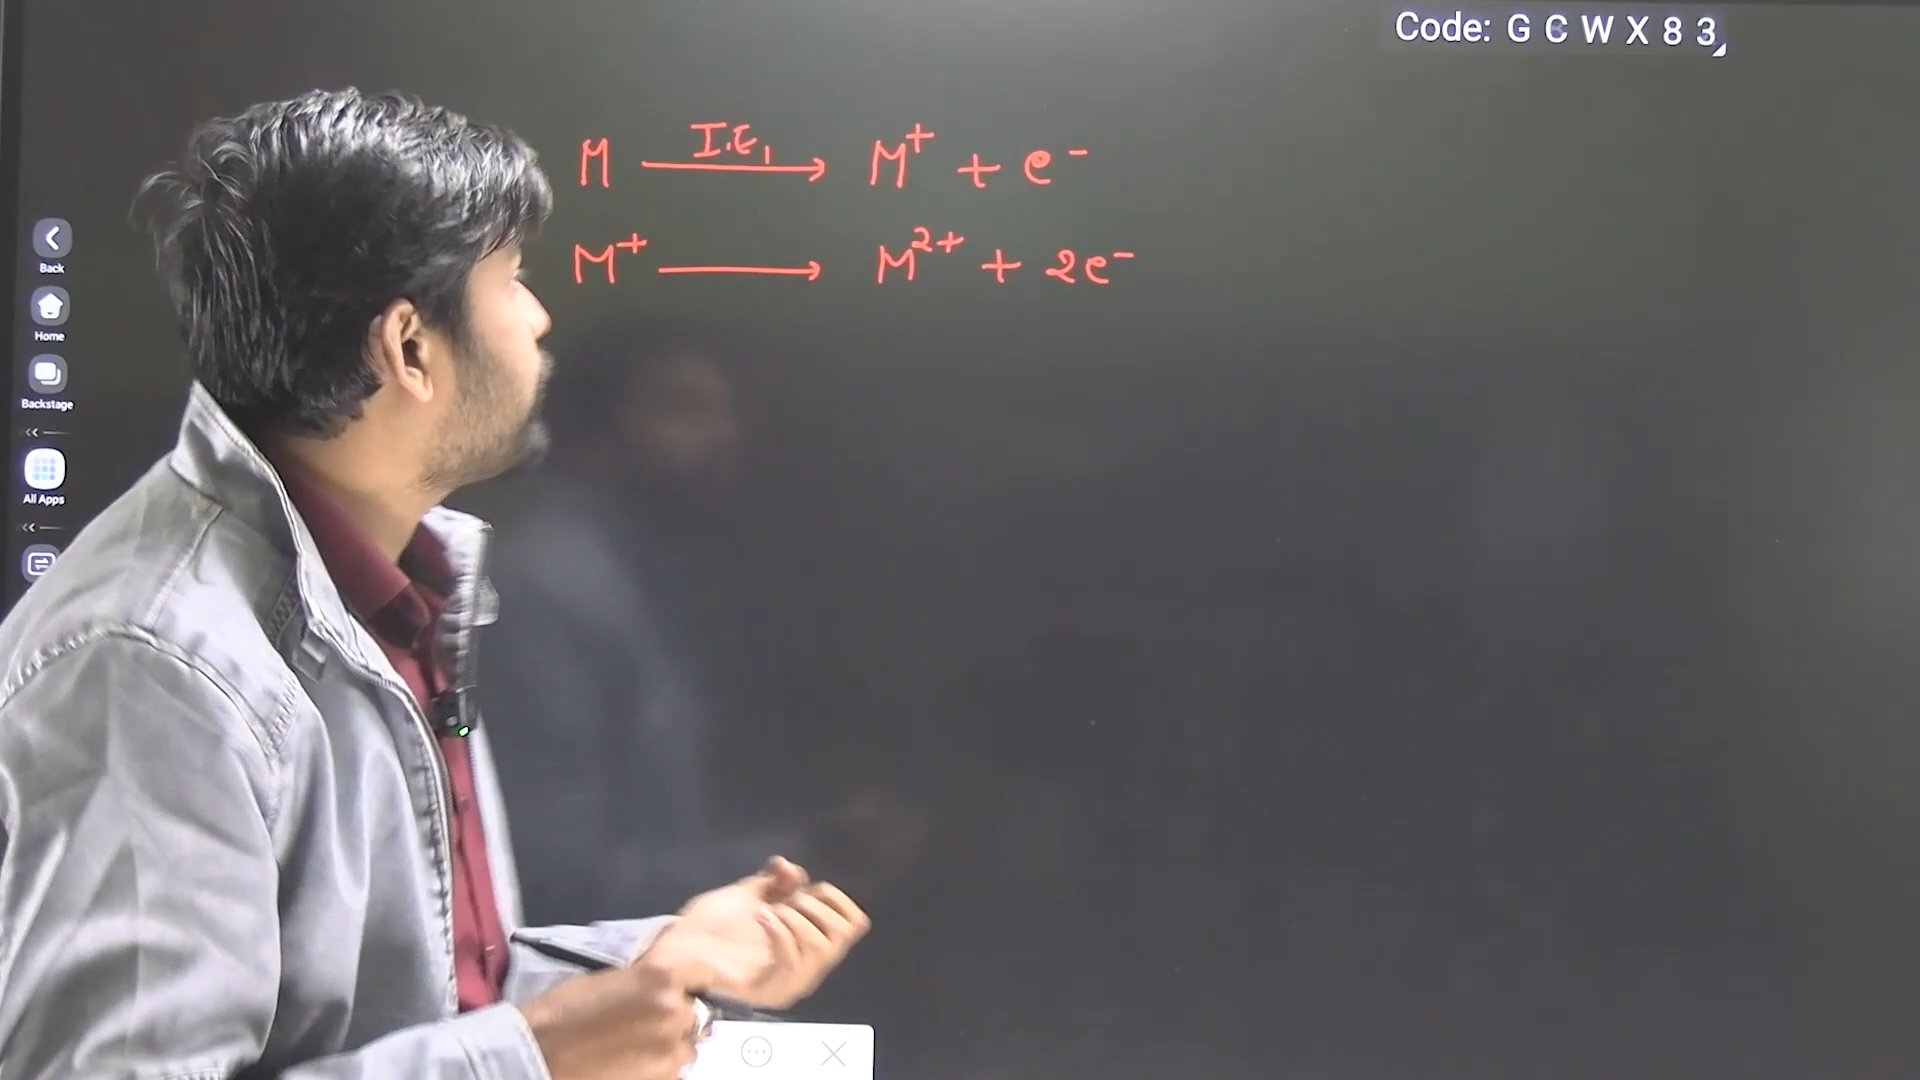 Code: G C W X 8 3
M I.E₁ → M⁺ + e⁻
M⁺ → M²⁺ + 2e⁻
Back
Home
Backstage
All Apps